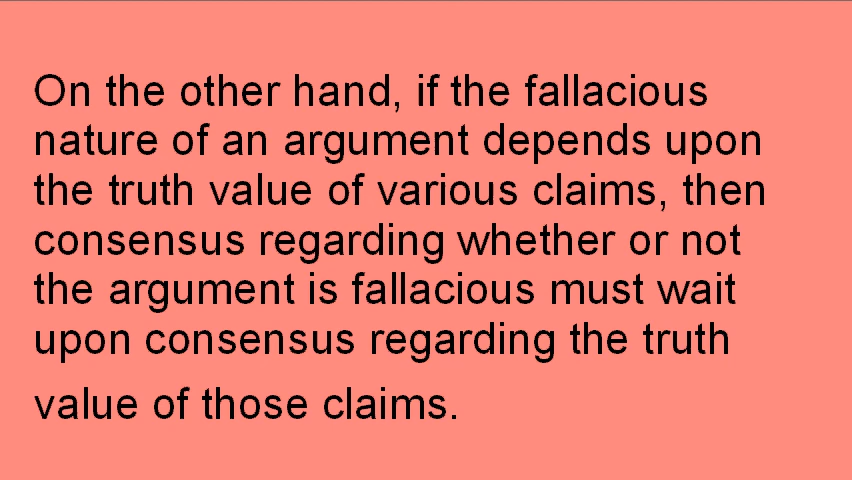 On the other hand, if the fallacious
nature of an argument depends upon
the truth value of various claims, then
consensus regarding whether or not
the argument is fallacious must wait
upon consensus regarding the truth
value of those claims.